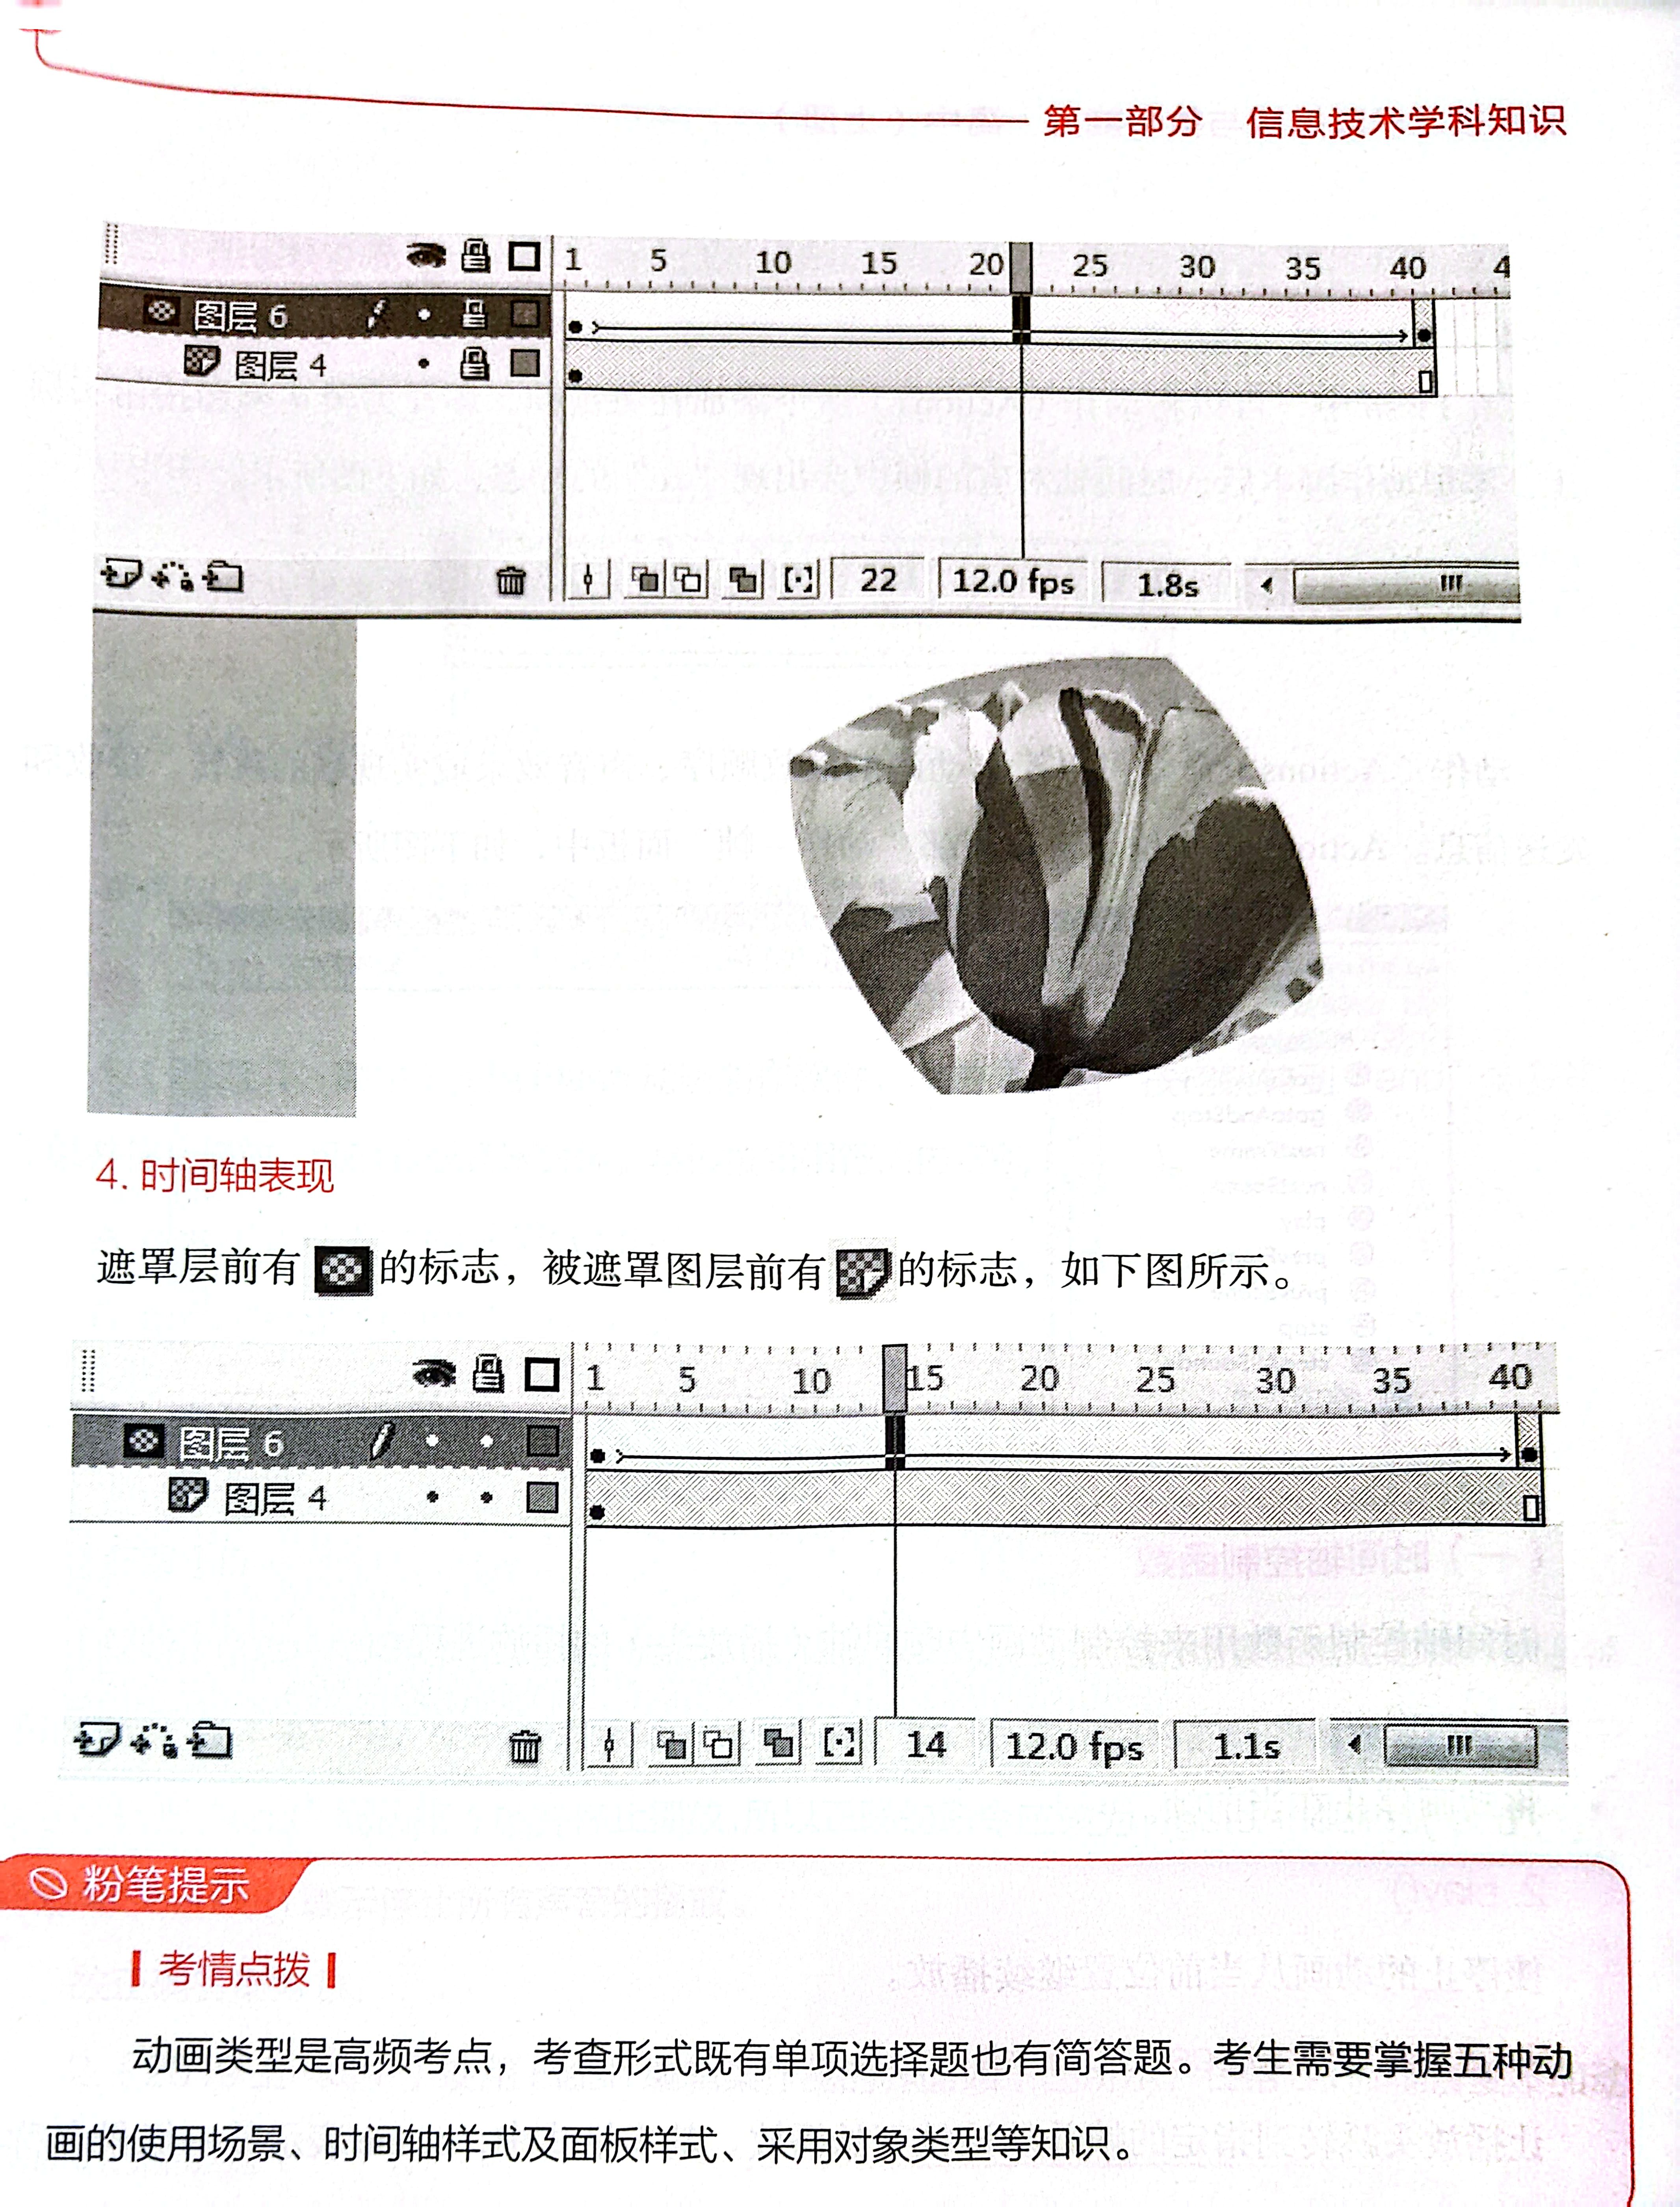 第一部分 信息技术学科知识
1 5 10 15 20 25 30 35 40 4
图层 6
图层 4
22 12.0 fps 1.8s
4. 时间轴表现
遮罩层前有的标志，被遮罩图层前有的标志，如下图所示。
1 5 10 15 20 25 30 35 40
图层 6
图层 4
14 12.0 fps 1.1s
粉笔提示
考情点拨
动画类型是高频考点，考查形式既有单项选择题也有简答题。考生需要掌握五种动
画的使用场景、时间轴样式及面板样式、采用对象类型等知识。